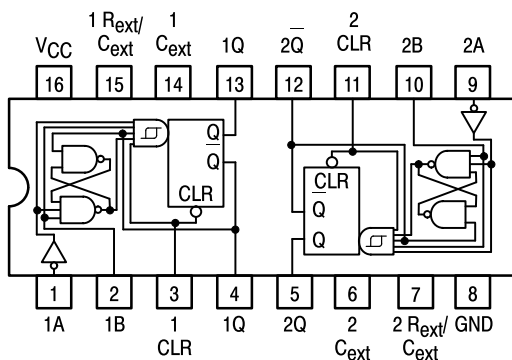 1 Rext/ 1 2
VCC Cext Cext 1Q 2Q̅ CLR 2B 2A
16 15 14 13 12 11 10 9
Q
Q̅
CLR
CLR
Q̅
Q
1 2 3 4 5 6 7 8
1A 1B 1 1Q 2Q 2 2 Rext/ GND
CLR Cext Cext